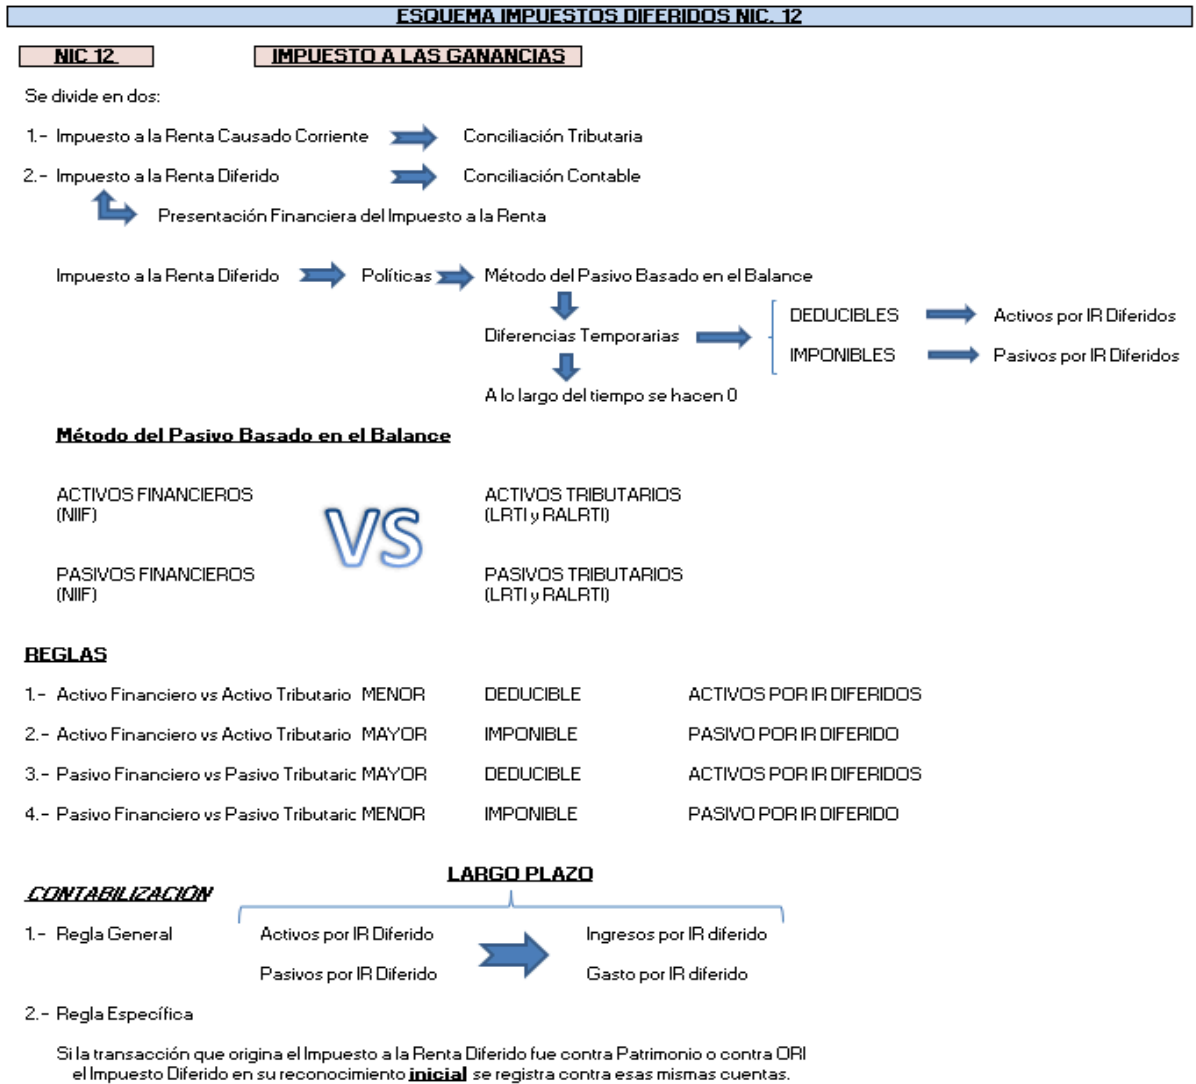 ESQUEMA IMPUESTOS DIFERIDOS NIC. 12
NIC 12 IMPUESTO A LAS GANANCIAS
Se divide en dos:
1.- Impuesto a la Renta Causado Corriente Conciliación Tributaria
2.- Impuesto a la Renta Diferido Conciliación Contable
Presentación Financiera del Impuesto a la Renta
Impuesto a la Renta Diferido Políticas Método del Pasivo Basado en el Balance
DEDUCIBLES Activos por IR Diferidos
Diferencias Temporarias
IMPONIBLES Pasivos por IR Diferidos
A lo largo del tiempo se hacen 0
Método del Pasivo Basado en el Balance
ACTIVOS FINANCIEROS ACTIVOS TRIBUTARIOS
(NIIF) (LRTI y RALRTI)
VS
PASIVOS FINANCIEROS PASIVOS TRIBUTARIOS
(NIIF) (LRTI y RALRTI)
REGLAS
1.- Activo Financiero vs Activo Tributario MENOR DEDUCIBLE ACTIVOS POR IR DIFERIDOS
2.- Activo Financiero vs Activo Tributario MAYOR IMPONIBLE PASIVO POR IR DIFERIDO
3.- Pasivo Financiero vs Pasivo Tributaric MAYOR DEDUCIBLE ACTIVOS POR IR DIFERIDOS
4.- Pasivo Financiero vs Pasivo Tributaric MENOR IMPONIBLE PASIVO POR IR DIFERIDO
LARGO PLAZO
CONTABILIZACIÓN
1.- Regla General Activos por IR Diferido Ingresos por IR diferido
Pasivos por IR Diferido Gasto por IR diferido
2.- Regla Específica
Si la transacción que origina el Impuesto a la Renta Diferido fue contra Patrimonio o contra ORI
el Impuesto Diferido en su reconocimiento inicial se registra contra esas mismas cuentas.